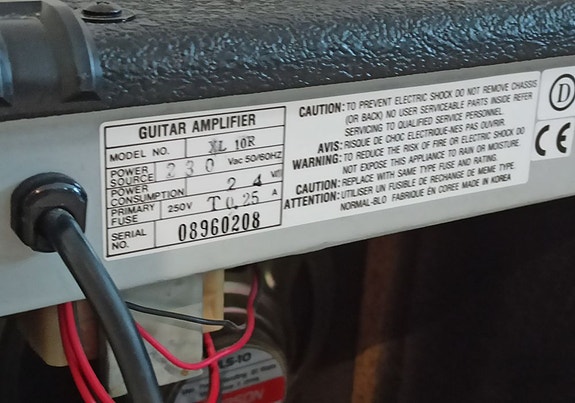 GUITAR AMPLIFIER
MODEL NO. XL 10R
POWER SOURCE 230 Vac 50/60HZ
POWER CONSUMPTION 24 W
PRIMARY FUSE 250V T0.25 A
SERIAL NO. 08960208
CAUTION: TO PREVENT ELECTRIC SHOCK DO NOT REMOVE CHASSIS
(OR BACK) NO USER SERVICEABLE PARTS INSIDE REFER
SERVICING TO QUALIFIED SERVICE PERSONNEL.
AVIS: RISQUE DE CHOC ELECTRIQUE-NES PAS OUVRIR.
WARNING: TO REDUCE THE RISK OF FIRE OR ELECTRIC SHOCK DO
NOT EXPOSE THIS APPLIANCE TO RAIN OR MOISTURE
CAUTION: REPLACE WITH SAME TYPE FUSE AND RATING.
ATTENTION: UTILISER UN FUSIBLE DE RECHANGE DE MEME TYPE
NORMAL-BLO FABRIQUE EN COREE MADE IN KOREA
D
CE
LS-10